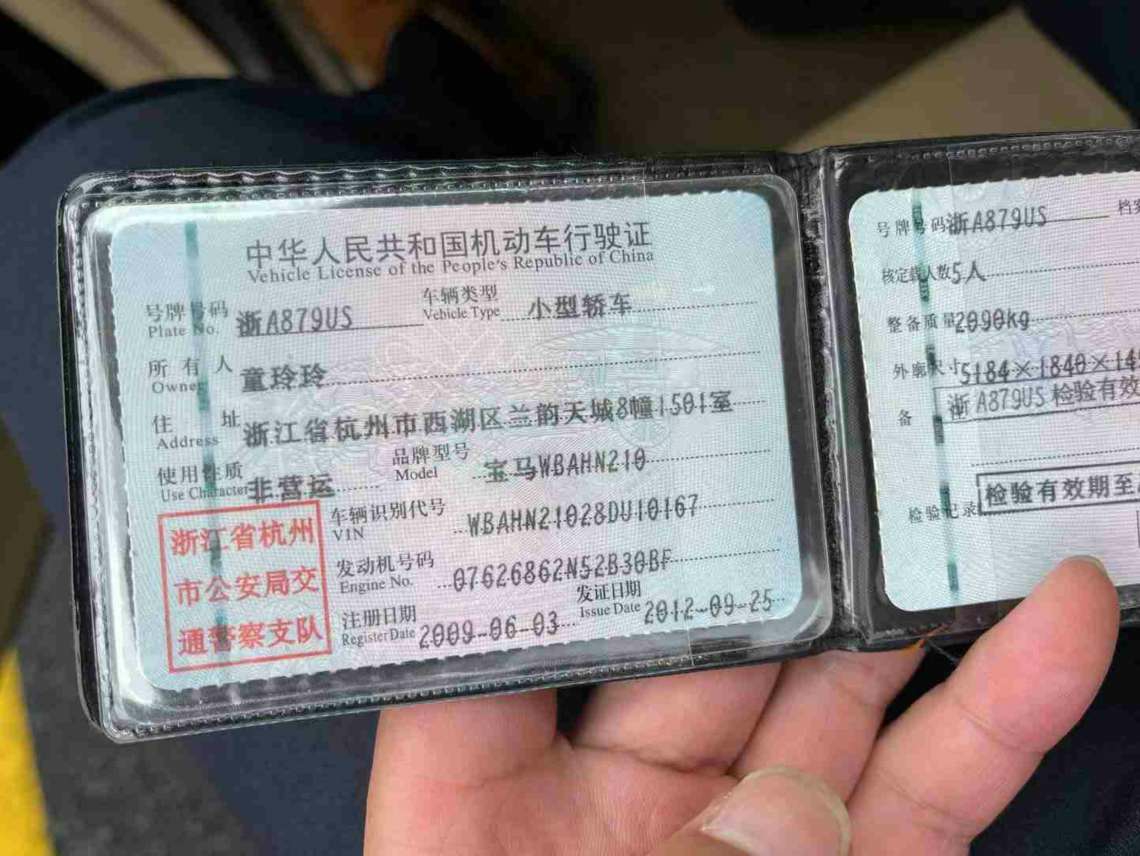 中华人民共和国机动车行驶证
Vehicle License of the People's Republic of China
号牌号码 浙A879US 车辆类型 小型轿车
Plate No. Vehicle Type
所有人 童玲玲
Owner
住址 浙江省杭州市西湖区兰韵天城8幢1501室
Address
使用性质 非营运 品牌型号 宝马WBAHN210
Use Character Model
浙江省杭州
市公安局交
通警察支队
车辆识别代号 WBAHN21028DU10167
VIN
发动机号码 07626862N52B30BF
Engine No.
注册日期 2009-06-03 发证日期 2012-09-25
Register Date Issue Date
号牌号码 浙A879US 档案
核定载人数 5人
整备质量 2090kg
外廓尺寸 5184×1840×14
备 浙A879US 检验有效
检验记录 检验有效期至